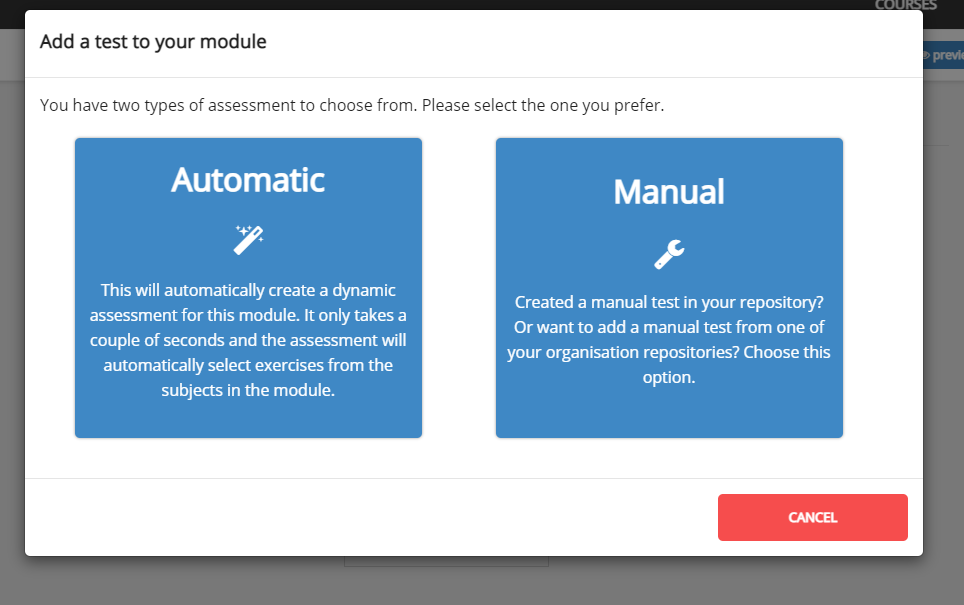 COURSES
Add a test to your module
You have two types of assessment to choose from. Please select the one you prefer.
Automatic
This will automatically create a dynamic
assessment for this module. It only takes a
couple of seconds and the assessment will
automatically select exercises from the
subjects in the module.
Manual
Created a manual test in your repository?
Or want to add a manual test from one of
your organisation repositories? Choose this
option.
CANCEL